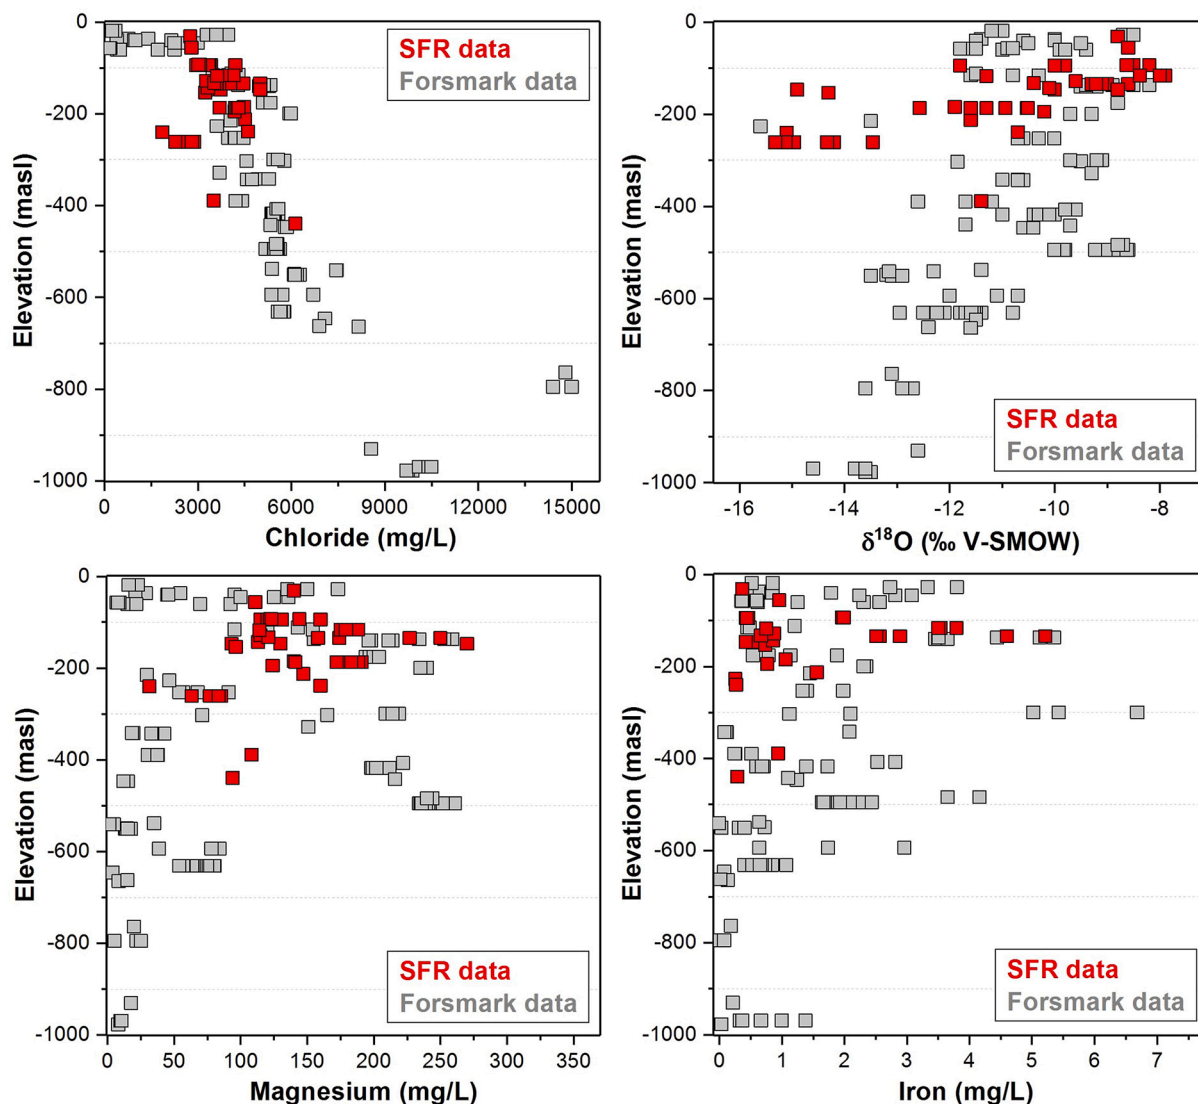 0
-200
-400
-600
-800
-1000
Elevation (masl)
SFR data
Forsmark data
0 3000 6000 9000 12000 15000
Chloride (mg/L)
0
-200
-400
-600
-800
-1000
Elevation (masl)
SFR data
Forsmark data
-16 -14 -12 -10 -8
δ¹⁸O (‰ V-SMOW)
0
-200
-400
-600
-800
-1000
Elevation (masl)
SFR data
Forsmark data
0 50 100 150 200 250 300 350
Magnesium (mg/L)
0
-200
-400
-600
-800
-1000
Elevation (masl)
SFR data
Forsmark data
0 1 2 3 4 5 6 7
Iron (mg/L)